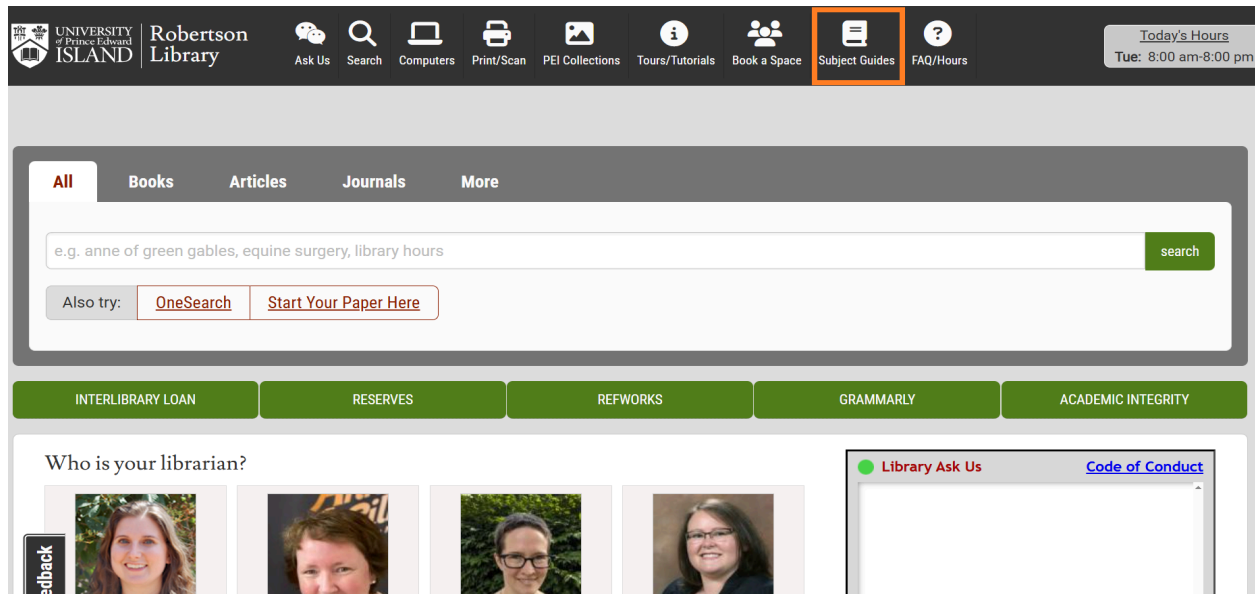 UNIVERSITY
of Prince Edward
ISLAND
Robertson
Library
Ask Us
Search
Computers
Print/Scan
PEI Collections
Tours/Tutorials
Book a Space
Subject Guides
FAQ/Hours
Today's Hours
Tue: 8:00 am-8:00 pm
All
Books
Articles
Journals
More
e.g. anne of green gables, equine surgery, library hours
search
Also try:
OneSearch
Start Your Paper Here
INTERLIBRARY LOAN
RESERVES
REFWORKS
GRAMMARLY
ACADEMIC INTEGRITY
Who is your librarian?
Library Ask Us
Code of Conduct
edback